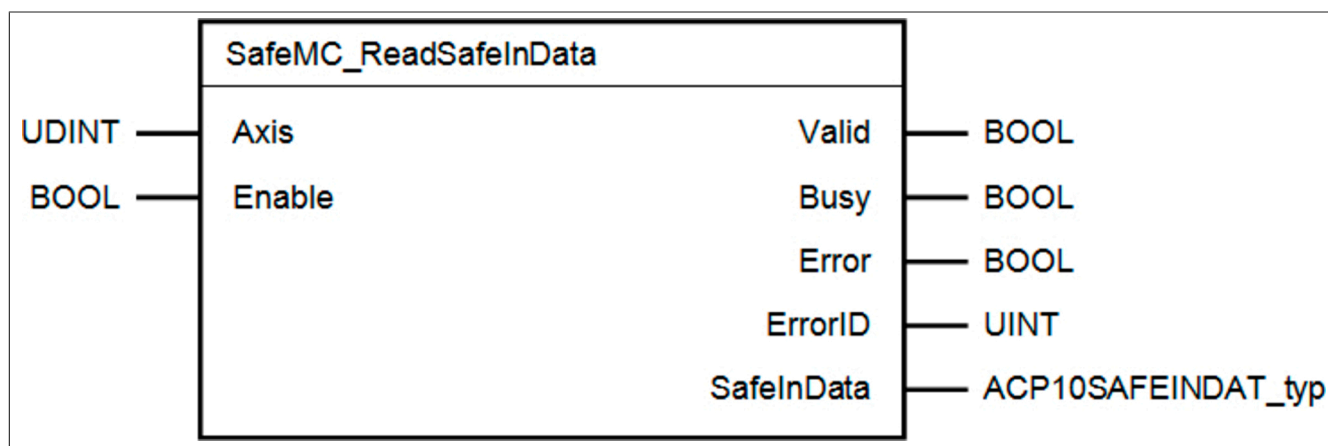 SafeMC_ReadSafeInData
UDINT Axis Valid BOOL
BOOL Enable Busy BOOL
Error BOOL
ErrorID UINT
SafeInData ACP10SAFEINDAT_typ